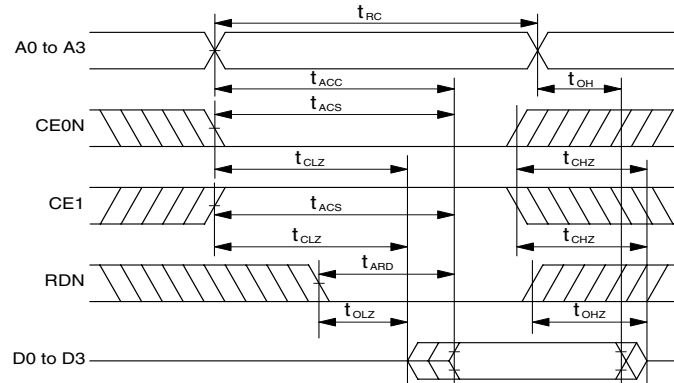 tRC
A0 to A3
tACC
tOH
tACS
CE0N
tCLZ
tCHZ
CE1
tACS
tCLZ
tCHZ
tARD
RDN
tOLZ
tOHZ
D0 to D3